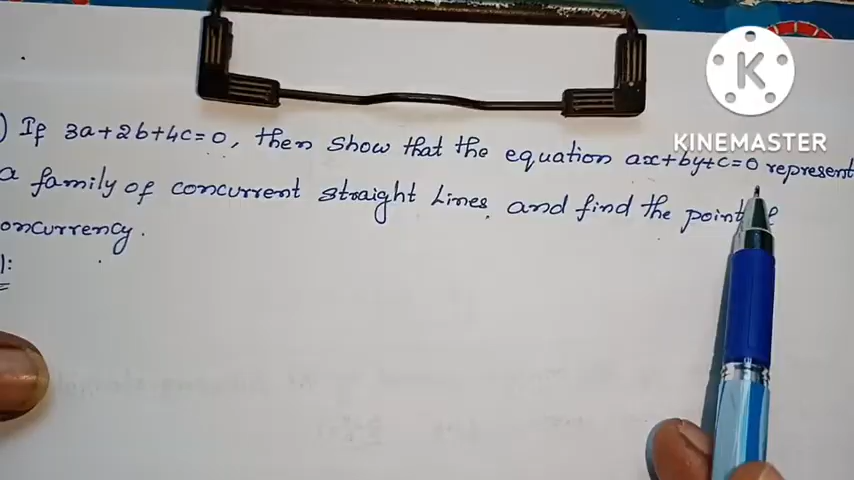 ) If 3a+2b+4c=0, then show that the equation ax+by+c=0 represent
a family of concurrent straight Lines, and find the point
oncurrency.
):
K
KINEMASTER